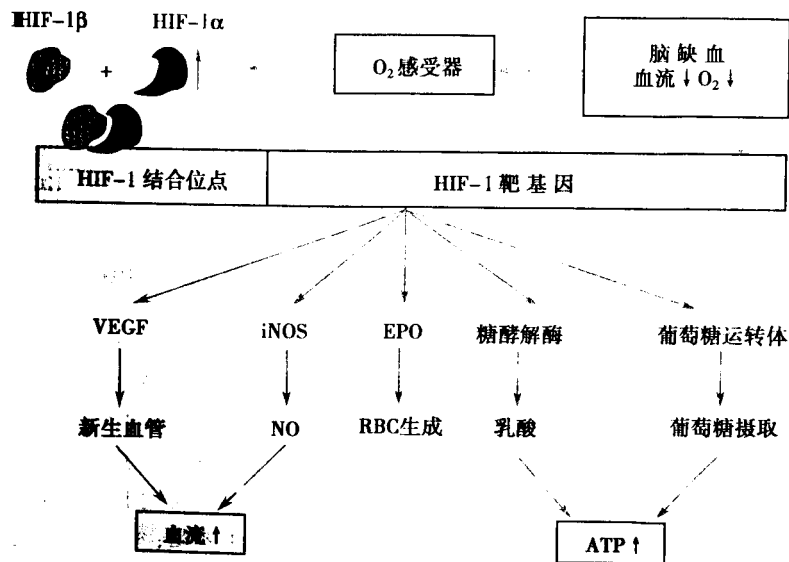 HIF-1β
HIF-1α
+
O₂感受器
脑缺血
血流↓O₂↓
HIF-1结合位点
HIF-1靶基因
VEGF
iNOS
EPO
糖酵解酶
葡萄糖运转体
新生血管
NO
RBC生成
乳酸
葡萄糖摄取
血流↑
ATP↑